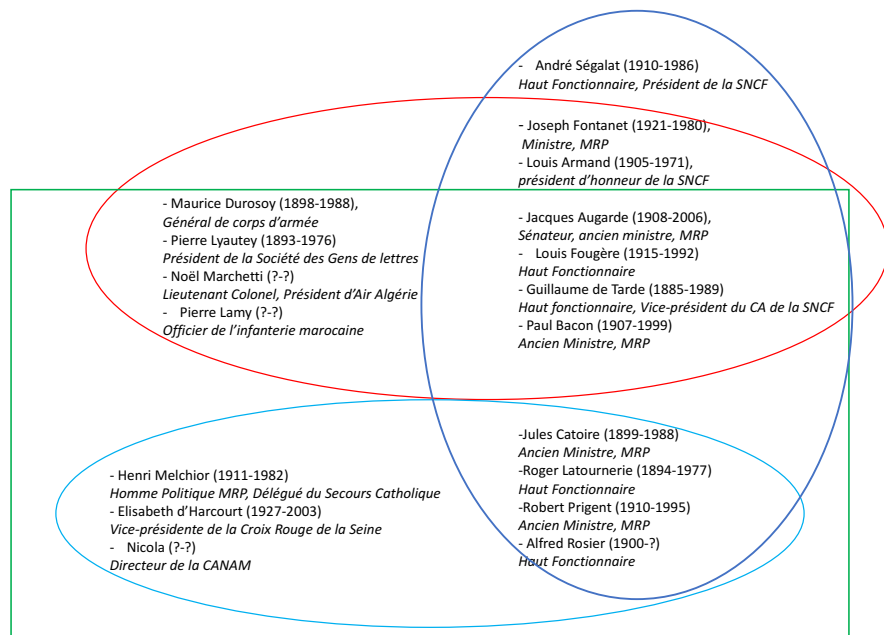 - André Ségalat (1910-1986)
Haut Fonctionnaire, Président de la SNCF
- Joseph Fontanet (1921-1980),
Ministre, MRP
- Louis Armand (1905-1971),
président d’honneur de la SNCF
- Maurice Durosoy (1898-1988),
Général de corps d’armée
- Pierre Lyautey (1893-1976)
Président de la Société des Gens de lettres
- Noël Marchetti (?-?)
Lieutenant Colonel, Président d’Air Algérie
- Pierre Lamy (?-?)
Officier de l’infanterie marocaine
- Jacques Augarde (1908-2006),
Sénateur, ancien ministre, MRP
- Louis Fougère (1915-1992)
Haut Fonctionnaire
- Guillaume de Tarde (1885-1989)
Haut fonctionnaire, Vice-président du CA de la SNCF
- Paul Bacon (1907-1999)
Ancien Ministre, MRP
- Henri Melchior (1911-1982)
Homme Politique MRP, Délégué du Secours Catholique
- Elisabeth d’Harcourt (1927-2003)
Vice-présidente de la Croix Rouge de la Seine
- Nicola (?-?)
Directeur de la CANAM
-Jules Catoire (1899-1988)
Ancien Ministre, MRP
-Roger Latournerie (1894-1977)
Haut Fonctionnaire
-Robert Prigent (1910-1995)
Ancien Ministre, MRP
- Alfred Rosier (1900-?)
Haut Fonctionnaire